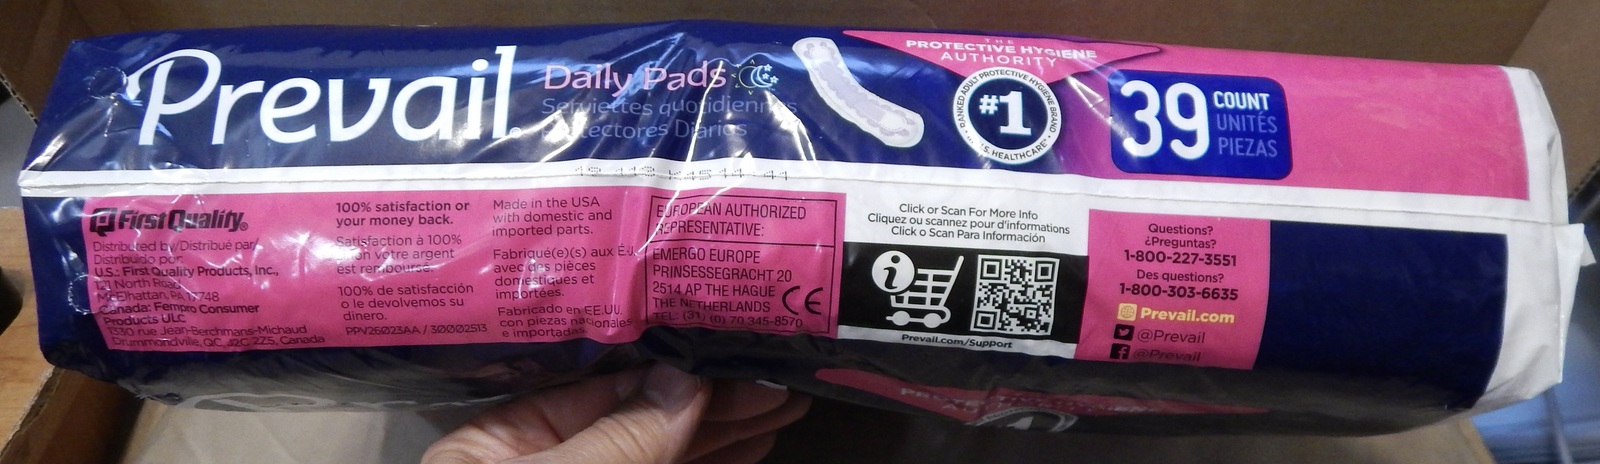 Prevail®
Daily Pads
Serviettes quotidiennes
Protectores Diarios
THE
PROTECTIVE HYGIENE
AUTHORITY
RANKED ADULT PROTECTIVE HYGIENE BRAND
#1
U.S. HEALTHCARE
39 COUNT
UNITÉS
PIEZAS
First Quality®
Distributed by/Distribué par/
Distribuido por:
U.S.: First Quality Products, Inc.,
121 North Road
McElhattan, PA 17748
Canada: Fempro Consumer
Products ULC
1330 rue Jean-Berchmans-Michaud
Drummondville, QC, J2C 2Z5, Canada
100% satisfaction or
your money back.
Satisfaction à 100%
sinon votre argent
est remboursé.
100% de satisfacción
o le devolvemos su
dinero.
PPV26023AA / 300002513
Made in the USA
with domestic and
imported parts.
Fabriqué(e)(s) aux É.U.
avec des pièces
domestiques et
importées.
Fabricado en EE.UU.
con piezas nacionales
e importadas.
EUROPEAN AUTHORIZED
REPRESENTATIVE:
EMERGO EUROPE
PRINSESSEGRACHT 20
2514 AP THE HAGUE
THE NETHERLANDS
TEL: (31) (0) 70 345-8570
CE
Click or Scan For More Info
Cliquez ou scannez pour d'informations
Click o Scan Para Información
Prevail.com/Support
Questions?
¿Preguntas?
1-800-227-3551
Des questions?
1-800-303-6635
Prevail.com
@Prevail
@Prevail